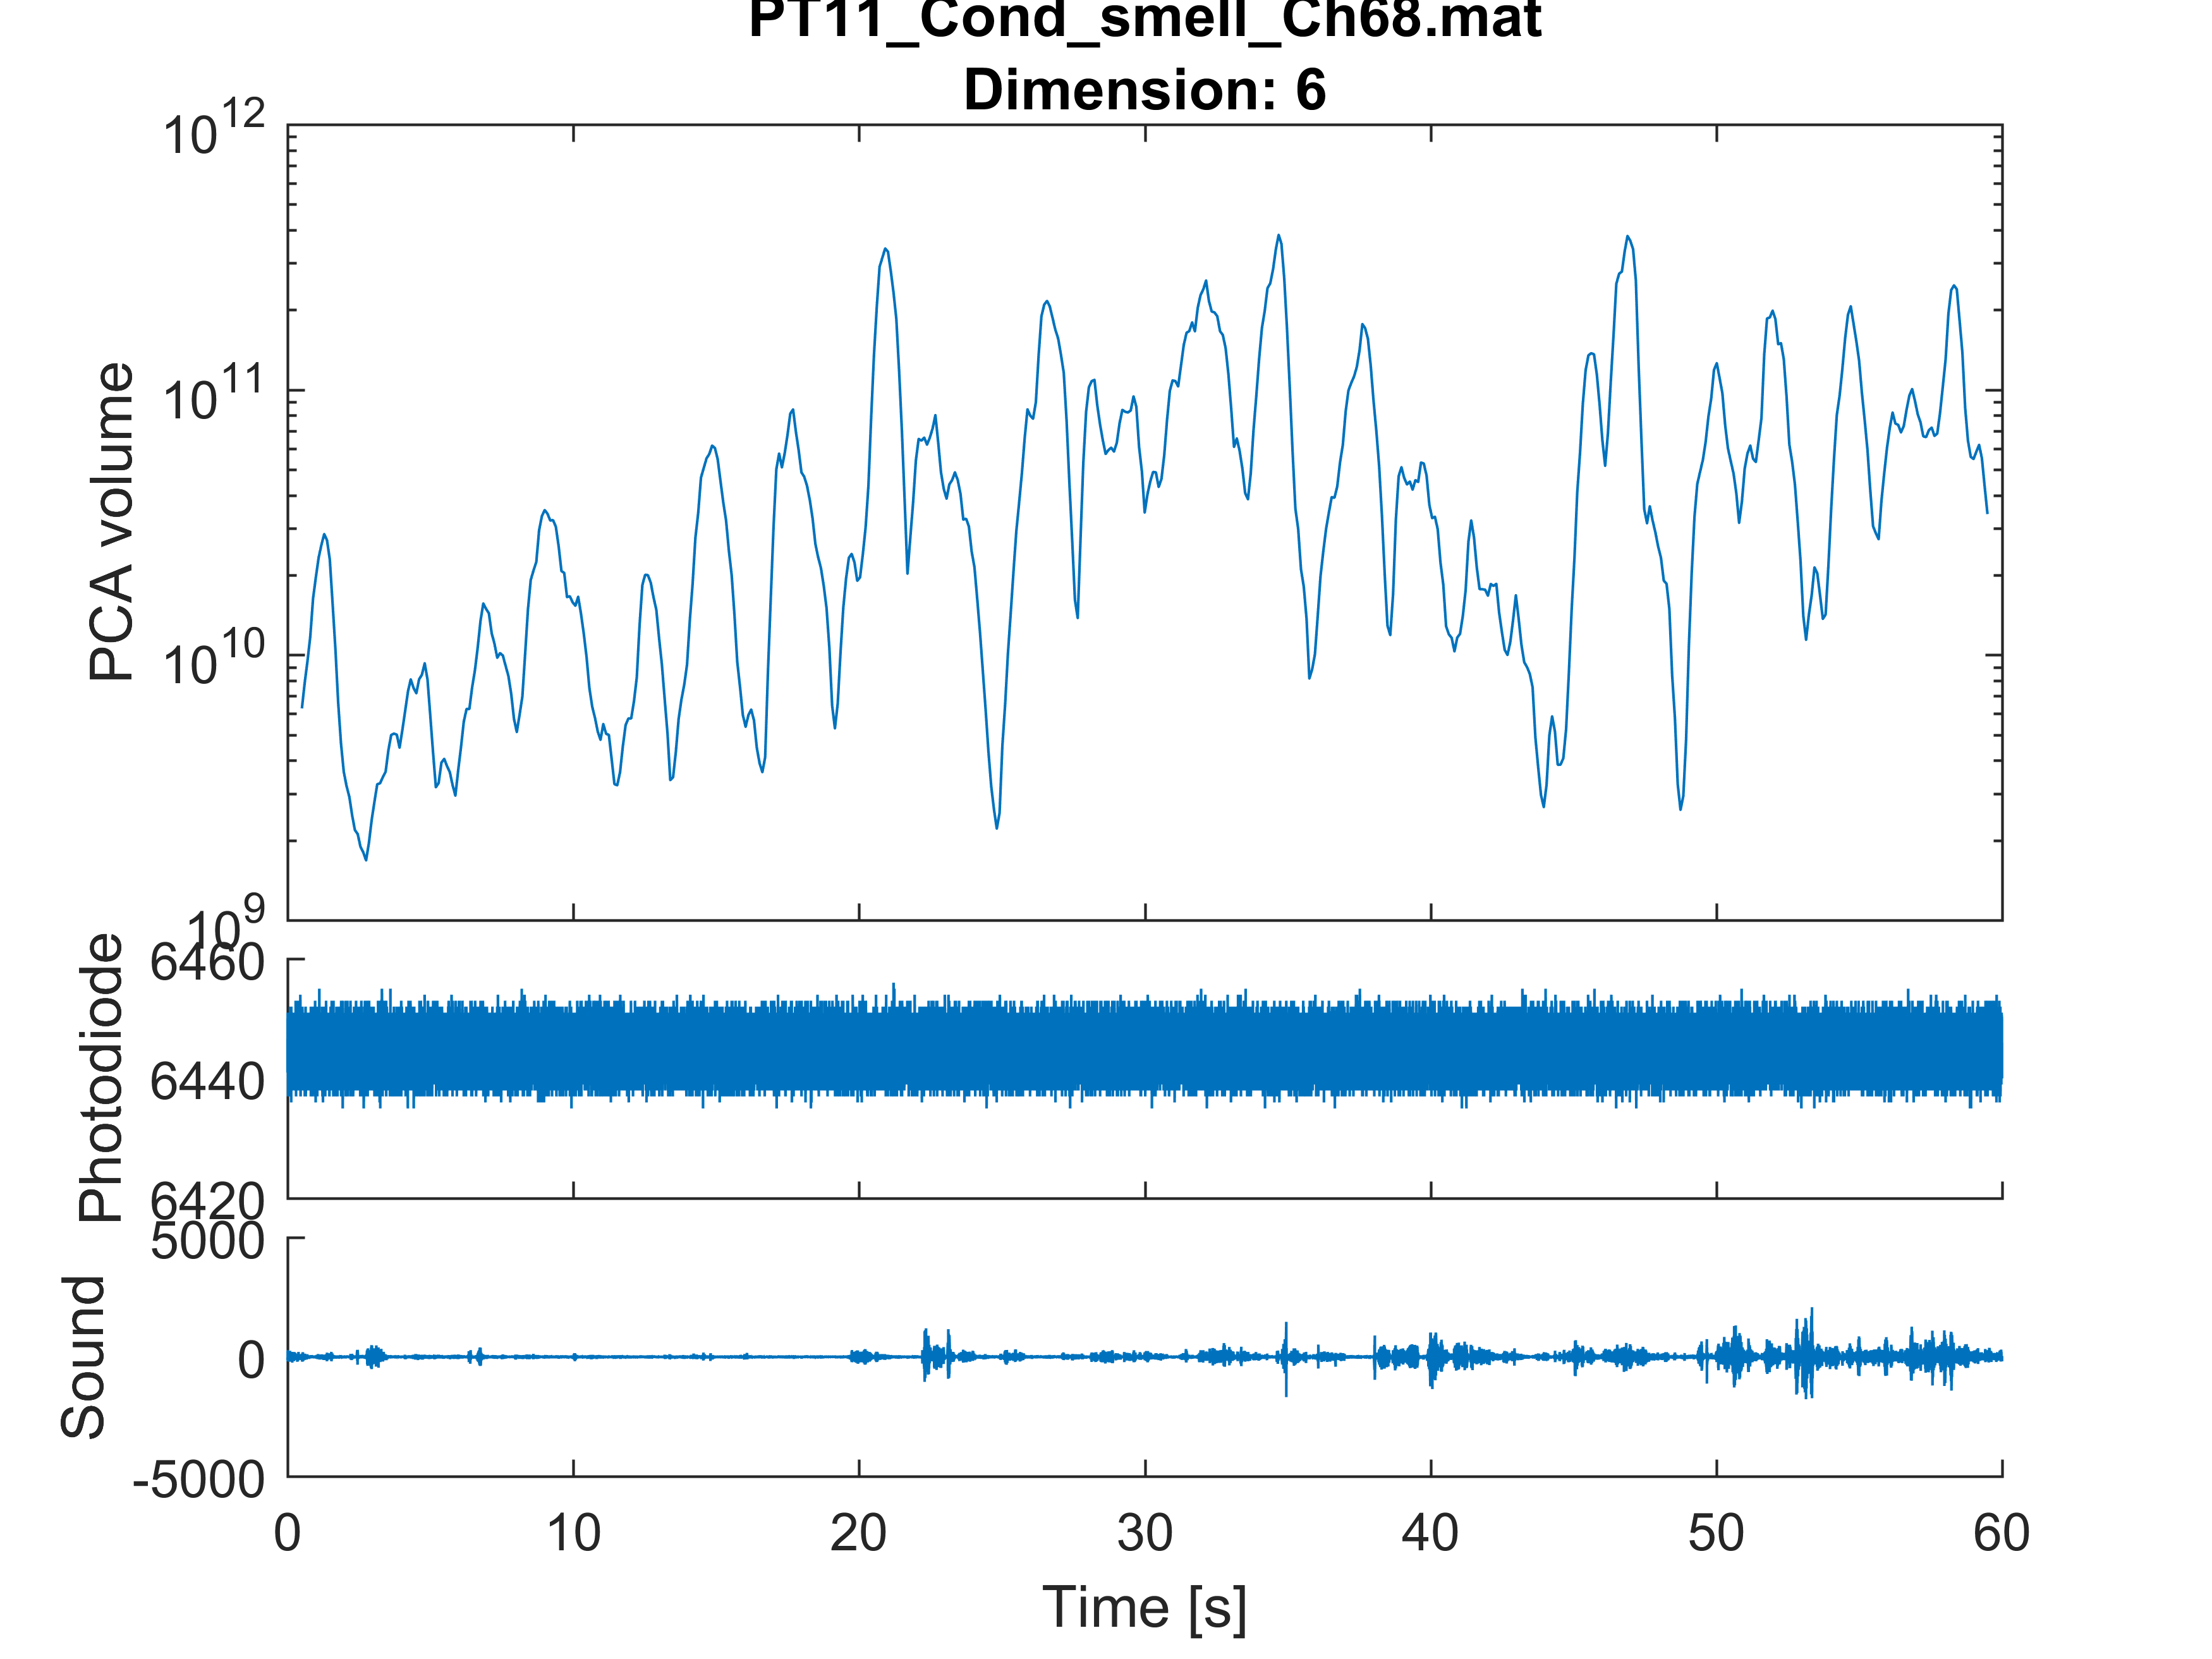 PT11_Cond_smell_Ch68.mat
Dimension: 6
10^12
10^11
10^10
10^9
PCA volume
6460
6440
6420
Photodiode
5000
0
-5000
Sound
0 10 20 30 40 50 60
Time [s]